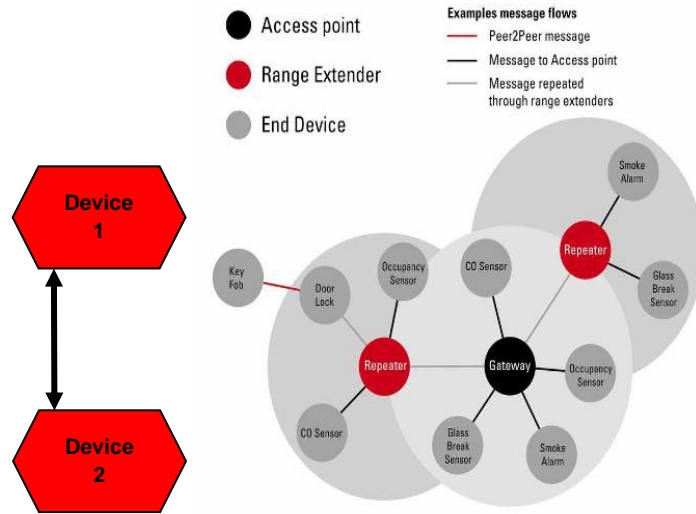 Access point
Range Extender
End Device
Examples message flows
Peer2Peer message
Message to Access point
Message repeated
through range extenders
Device
1
Device
2
Key
Fob
Door
Lock
Occupancy
Sensor
CO Sensor
Repeater
CO Sensor
Gateway
Glass
Break
Sensor
Smoke
Alarm
Occupancy
Sensor
Repeater
Smoke
Alarm
Glass
Break
Sensor